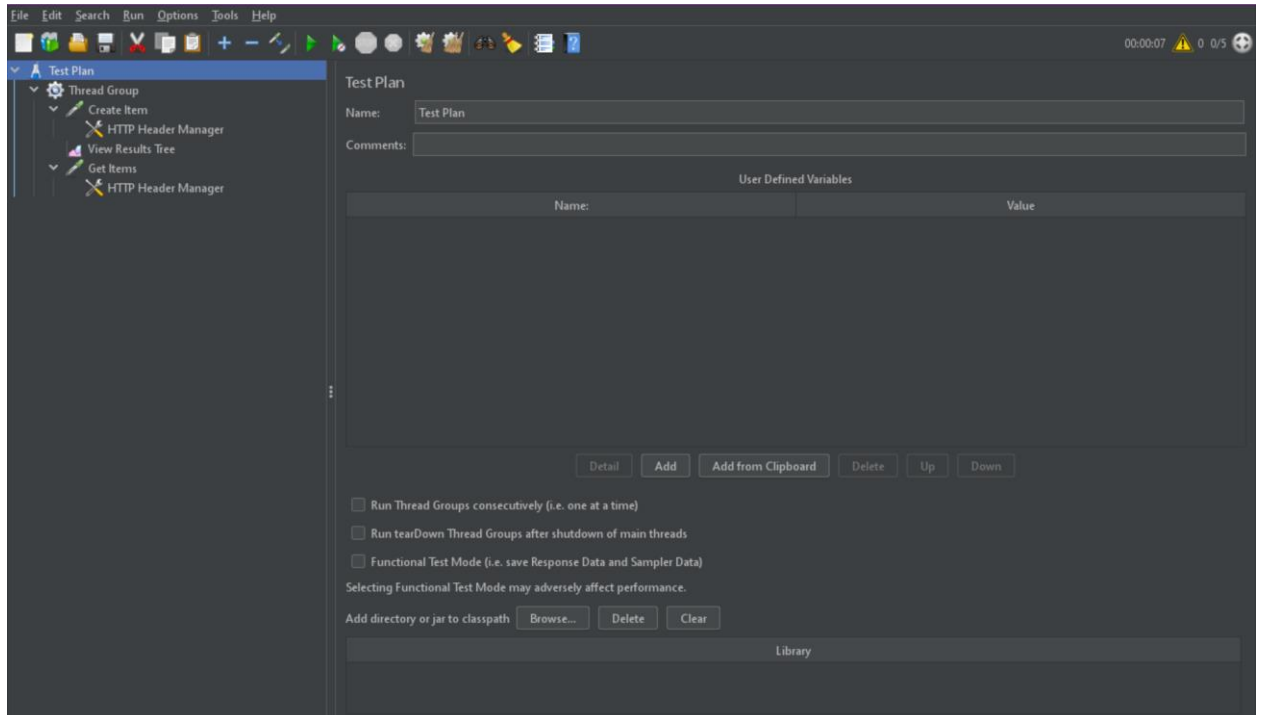 File Edit Search Run Options Tools Help
00:00:07 0 0/5
Test Plan
Thread Group
Create Item
HTTP Header Manager
View Results Tree
Get Items
HTTP Header Manager
Test Plan
Name: Test Plan
Comments:
User Defined Variables
Name: Value
Detail Add Add from Clipboard Delete Up Down
Run Thread Groups consecutively (i.e. one at a time)
Run tearDown Thread Groups after shutdown of main threads
Functional Test Mode (i.e. save Response Data and Sampler Data)
Selecting Functional Test Mode may adversely affect performance.
Add directory or jar to classpath Browse... Delete Clear
Library